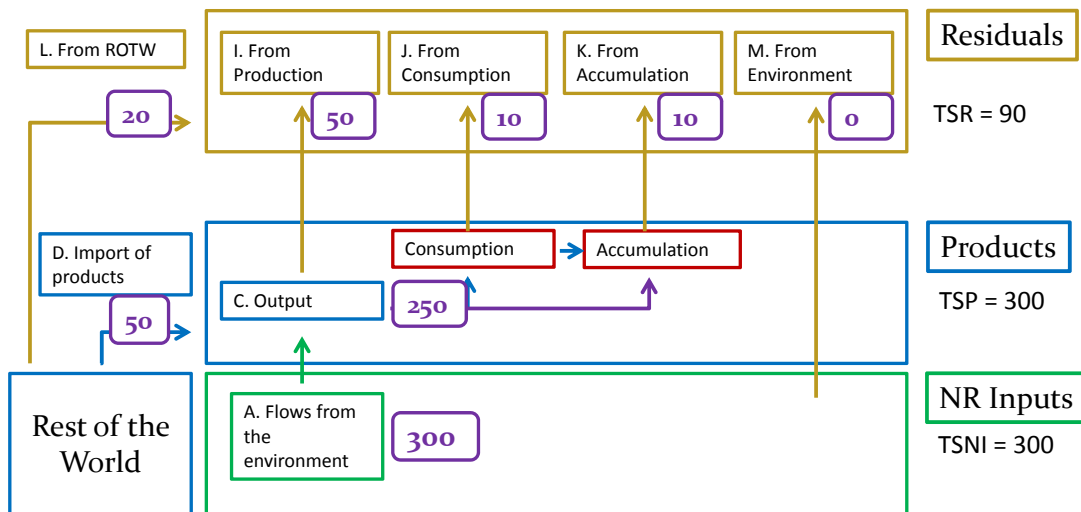 L. From ROTW
20
I. From
Production
50
J. From
Consumption
10
K. From
Accumulation
10
M. From
Environment
0
Residuals
TSR = 90
D. Import of
products
50
C. Output
250
Consumption
Accumulation
Products
TSP = 300
Rest of the
World
A. Flows from
the
environment
300
NR Inputs
TSNI = 300